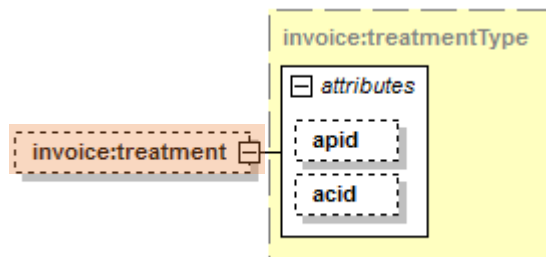 invoice:treatmentType
attributes
invoice:treatment
apid
acid